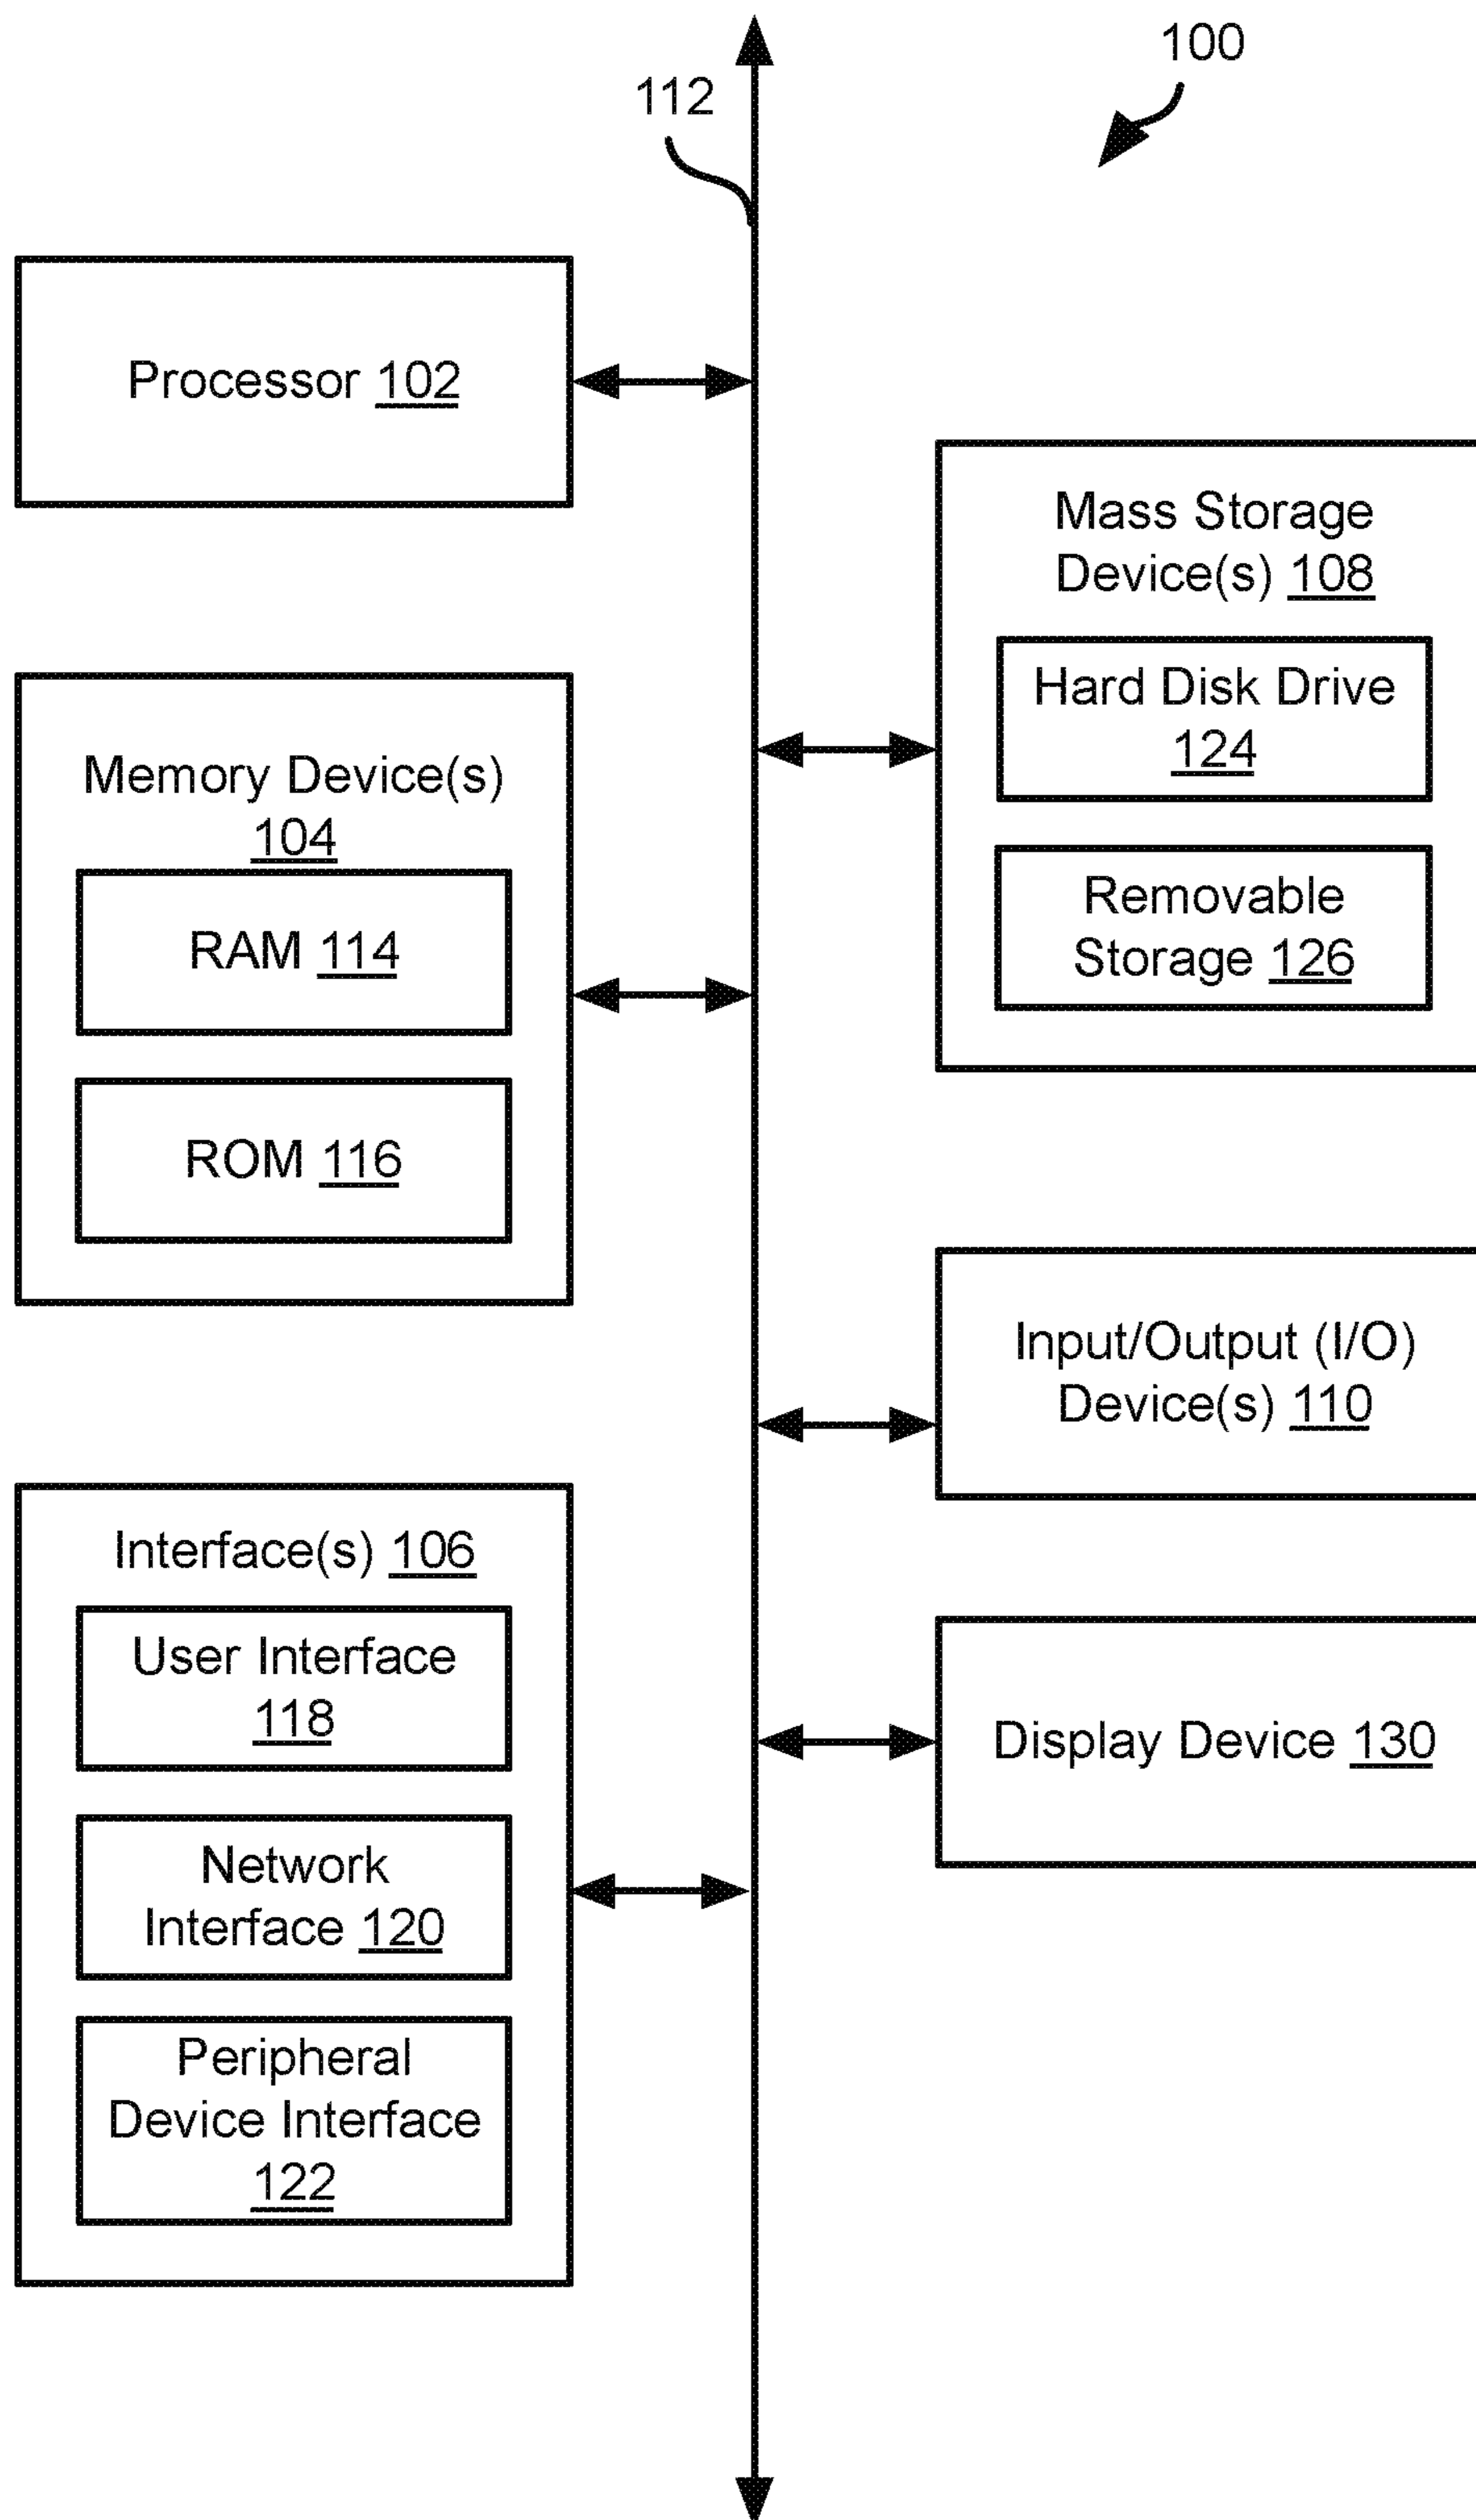 100
112
Processor 102
Mass Storage
Device(s) 108
Hard Disk Drive
124
Removable
Storage 126
Memory Device(s)
104
RAM 114
ROM 116
Input/Output (I/O)
Device(s) 110
Interface(s) 106
User Interface
118
Network
Interface 120
Peripheral
Device Interface
122
Display Device 130